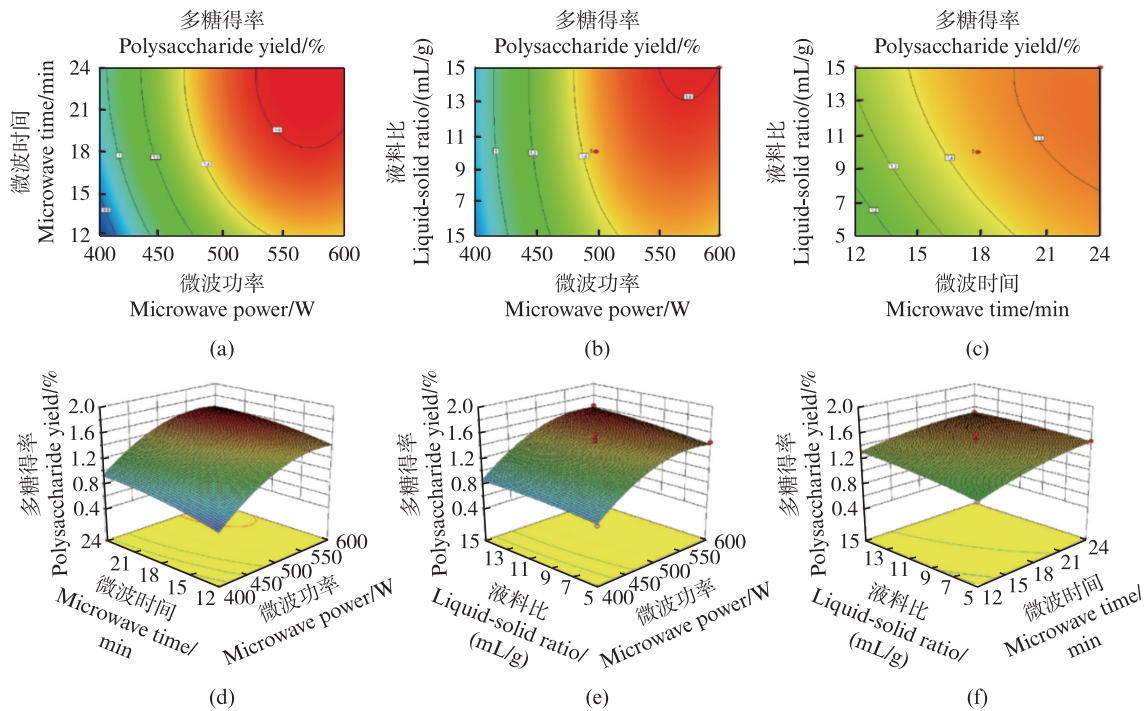 多糖得率
Polysaccharide yield/%
24
21
18
15
12
微波时间
Microwave time/min
400 450 500 550 600
微波功率
Microwave power/W
(a)
多糖得率
Polysaccharide yield/%
15
13
11
9
7
15
液料比
Liquid-solid ratio/(mL/g)
400 450 500 550 600
微波功率
Microwave power/W
(b)
多糖得率
Polysaccharide yield/%
15
13
11
9
7
5
液料比
Liquid-solid ratio/(mL/g)
12 15 18 21 24
微波时间
Microwave time/min
(c)
2.0
1.6
1.2
0.8
0.4
多糖得率
Polysaccharide yield/%
24 21 18 15 12
微波时间
Microwave time/
min
400 450 500 550 600
微波功率
Microwave power/W
(d)
2.0
1.6
1.2
0.8
0.4
多糖得率
Polysaccharide yield/%
15 13 11 9 7 5
液料比
Liquid-solid ratio/
(mL/g)
400 450 500 550 600
微波功率
Microwave power/W
(e)
2.0
1.6
1.2
0.8
0.4
多糖得率
Polysaccharide yield/%
15 13 11 9 7 5
液料比
Liquid-solid ratio/
(mL/g)
12 15 18 21 24
微波时间
Microwave time/
min
(f)